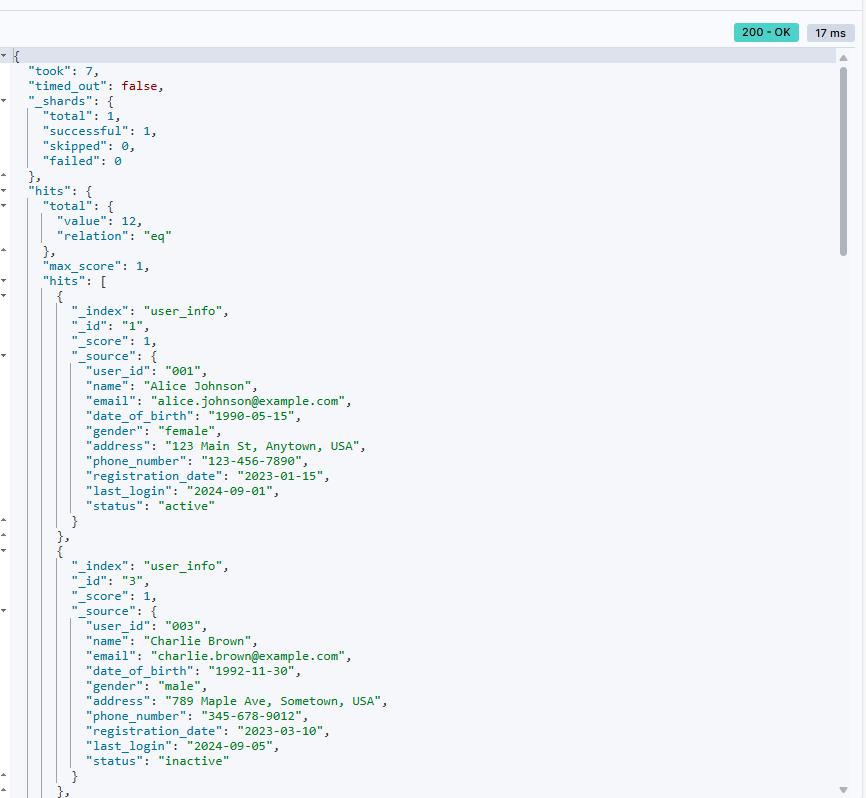 200 - OK 17 ms
{
  "took": 7,
  "timed_out": false,
  "_shards": {
    "total": 1,
    "successful": 1,
    "skipped": 0,
    "failed": 0
  },
  "hits": {
    "total": {
      "value": 12,
      "relation": "eq"
    },
    "max_score": 1,
    "hits": [
      {
        "_index": "user_info",
        "_id": "1",
        "_score": 1,
        "_source": {
          "user_id": "001",
          "name": "Alice Johnson",
          "email": "alice.johnson@example.com",
          "date_of_birth": "1990-05-15",
          "gender": "female",
          "address": "123 Main St, Anytown, USA",
          "phone_number": "123-456-7890",
          "registration_date": "2023-01-15",
          "last_login": "2024-09-01",
          "status": "active"
        }
      },
      {
        "_index": "user_info",
        "_id": "3",
        "_score": 1,
        "_source": {
          "user_id": "003",
          "name": "Charlie Brown",
          "email": "charlie.brown@example.com",
          "date_of_birth": "1992-11-30",
          "gender": "male",
          "address": "789 Maple Ave, Sometown, USA",
          "phone_number": "345-678-9012",
          "registration_date": "2023-03-10",
          "last_login": "2024-09-05",
          "status": "inactive"
        }
      },